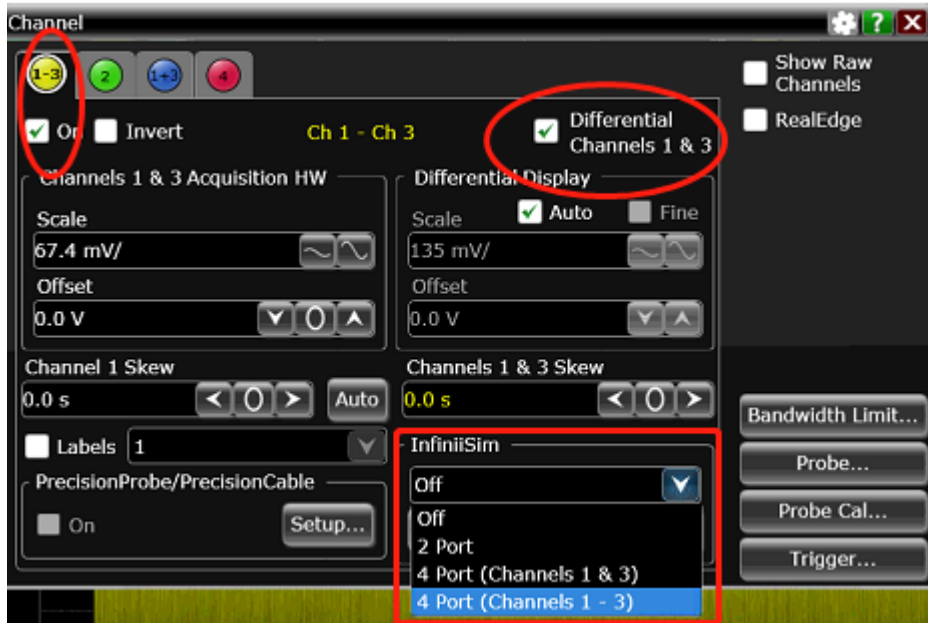 Channel
?
X
1-3
2
1+3
4
Show Raw
Channels
On
Invert
Ch 1 - Ch 3
Differential
Channels 1 & 3
RealEdge
Channels 1 & 3 Acquisition HW
Differential Display
Scale
Scale
Auto
Fine
67.4 mV/
135 mV/
Offset
Offset
0.0 V
0
0.0 V
Channel 1 Skew
Channels 1 & 3 Skew
0.0 s
<
0
>
Auto
0.0 s
<
0
>
Bandwidth Limit...
Labels
1
InfiniiSim
Probe...
PrecisionProbe/PrecisionCable
Off
On
Setup...
Off
Probe Cal...
2 Port
Trigger...
4 Port (Channels 1 & 3)
4 Port (Channels 1 - 3)